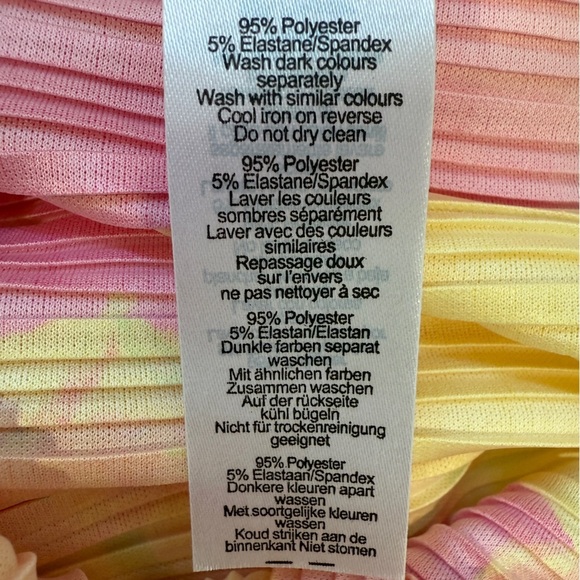 95% Polyester
5% Elastane/Spandex
Wash dark colours
separately
Wash with similar colours
Cool iron on reverse
Do not dry clean
95% Polyester
5% Elastane/Spandex
Laver les couleurs
sombres séparément
Laver avec des couleurs
similaires
Repassage doux
sur l'envers
ne pas nettoyer à sec
95% Polyester
5% Elastan/Elastan
Dunkle farben separat
waschen
Mit ähnlichen farben
Zusammen waschen
Auf der rückseite
kühl bügeln
Nicht für trockenreinigung
geeignet
95% Polyester
5% Elastaan/Spandex
Donkere kleuren apart
wassen
Met soortgelijke kleuren
wassen
Koud strijken aan de
binnenkant Niet stomen